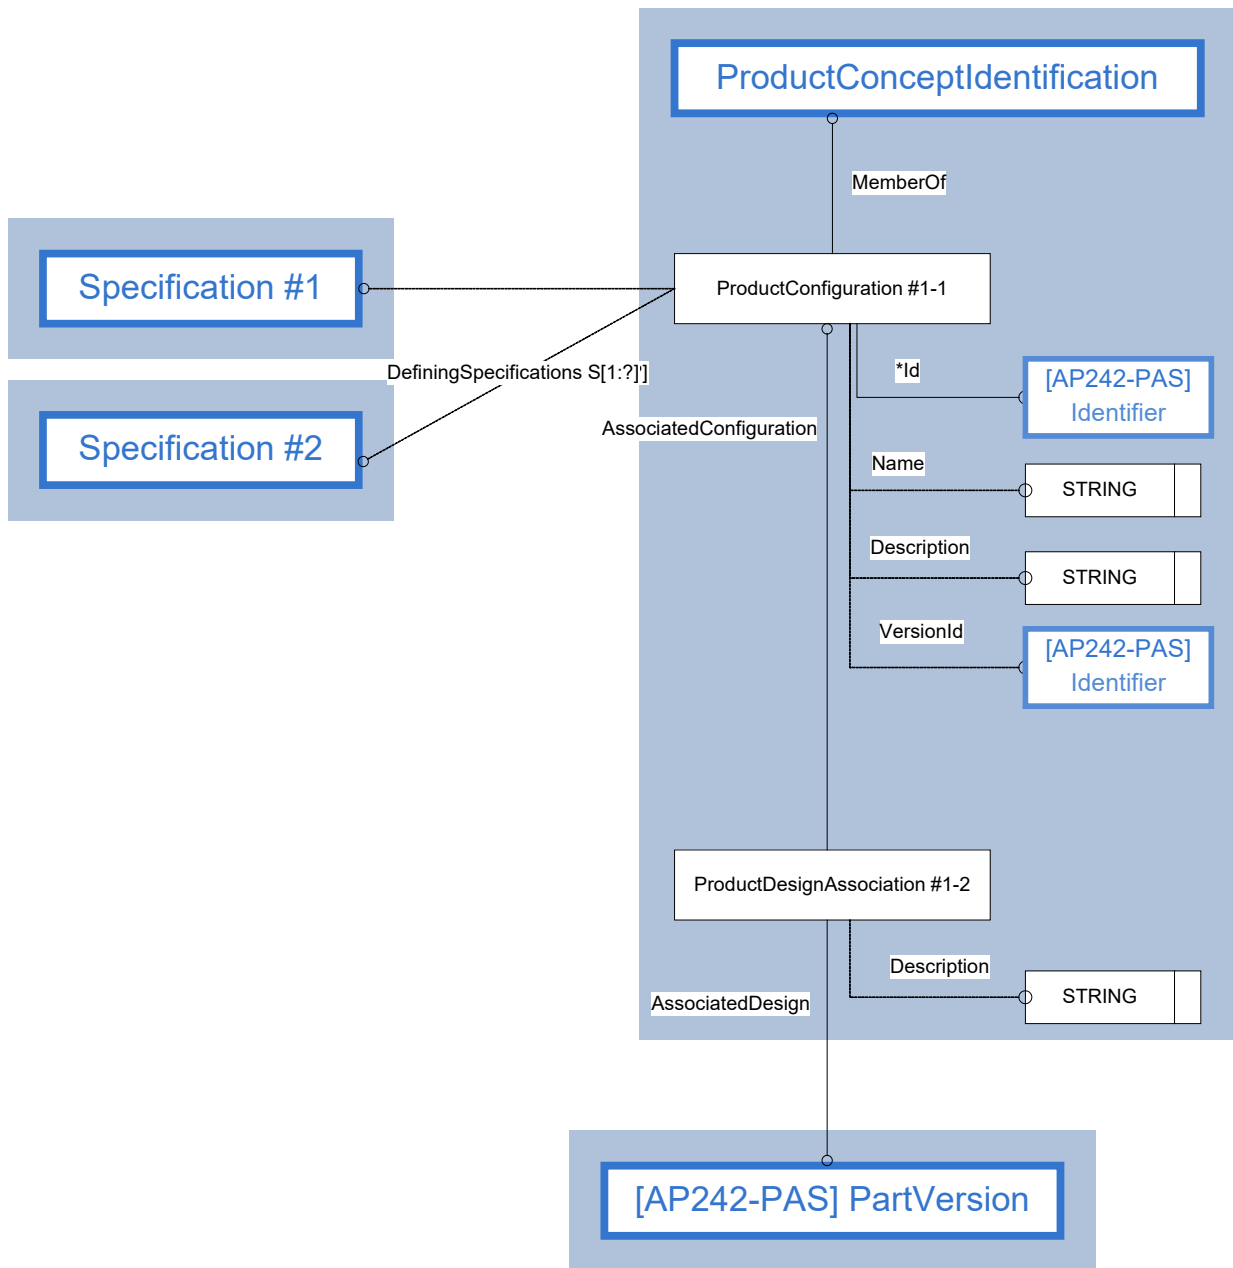 ProductConceptIdentification
MemberOf
Specification #1
ProductConfiguration #1-1
DefiningSpecifications S[1:?]']
*Id
[AP242-PAS]
Identifier
AssociatedConfiguration
Specification #2
Name
STRING
Description
STRING
VersionId
[AP242-PAS]
Identifier
ProductDesignAssociation #1-2
Description
STRING
AssociatedDesign
[AP242-PAS] PartVersion